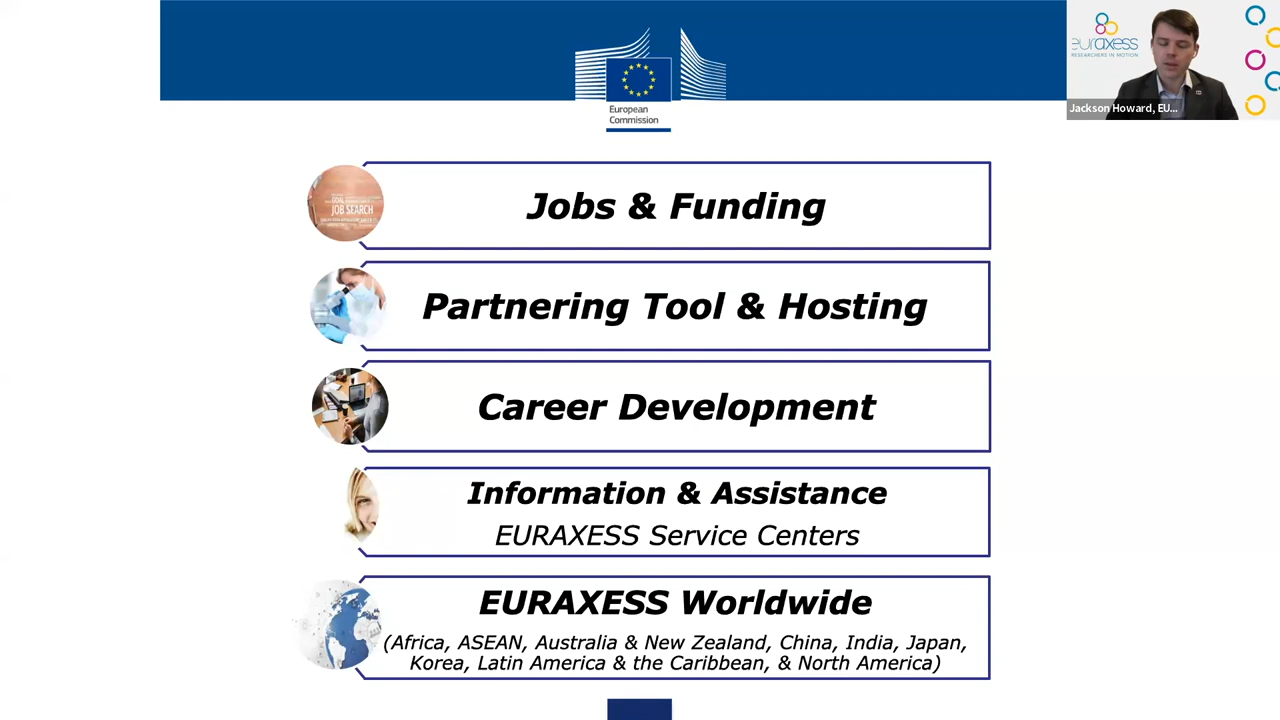 European
Commission
euraxess
RESEARCHERS IN MOTION
Jackson Howard, EU...
JOB SEARCH
Jobs & Funding
Partnering Tool & Hosting
Career Development
Information & Assistance
EURAXESS Service Centers
EURAXESS Worldwide
(Africa, ASEAN, Australia & New Zealand, China, India, Japan,
Korea, Latin America & the Caribbean, & North America)